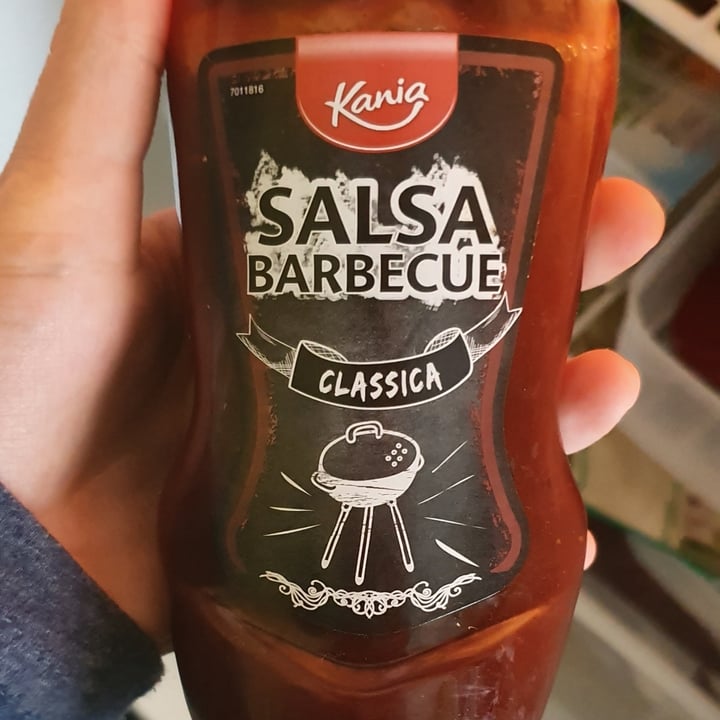 7011816
Kania
SALSA
BARBECUE
CLASSICA